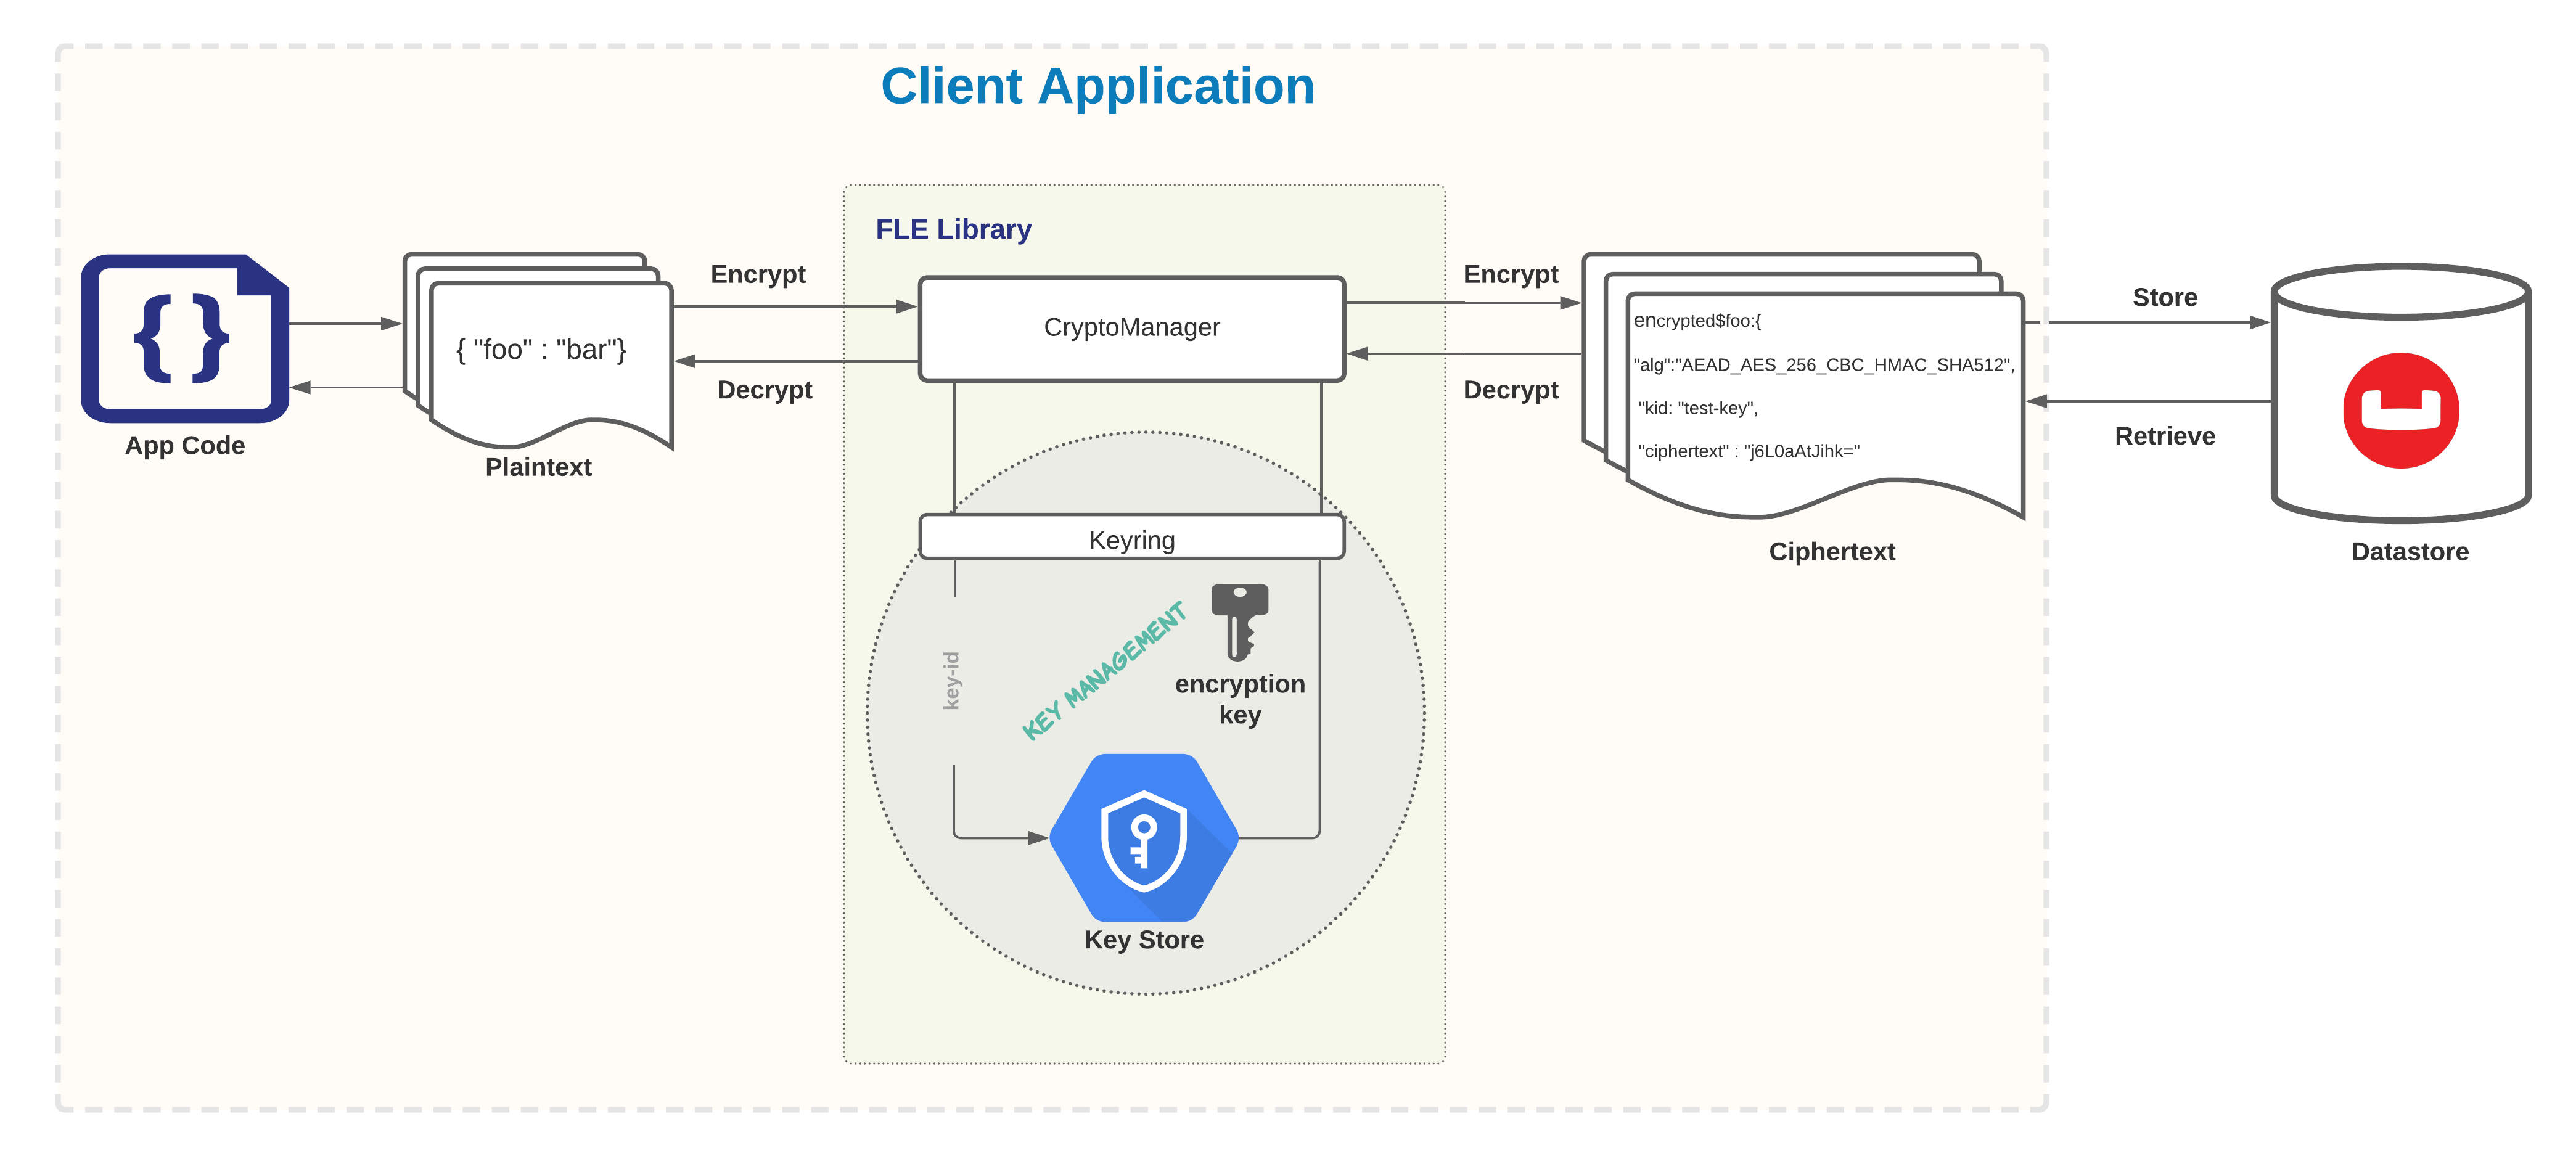 Client Application
FLE Library
Encrypt
Encrypt
Store
CryptoManager
{ "foo" : "bar"}
encrypted$foo:{
"alg":"AEAD_AES_256_CBC_HMAC_SHA512",
"kid: "test-key",
"ciphertext" : "j6L0aAtJihk="
Decrypt
Decrypt
Retrieve
App Code
Plaintext
Keyring
Ciphertext
Datastore
key-id
KEY MANAGEMENT
encryption
key
Key Store